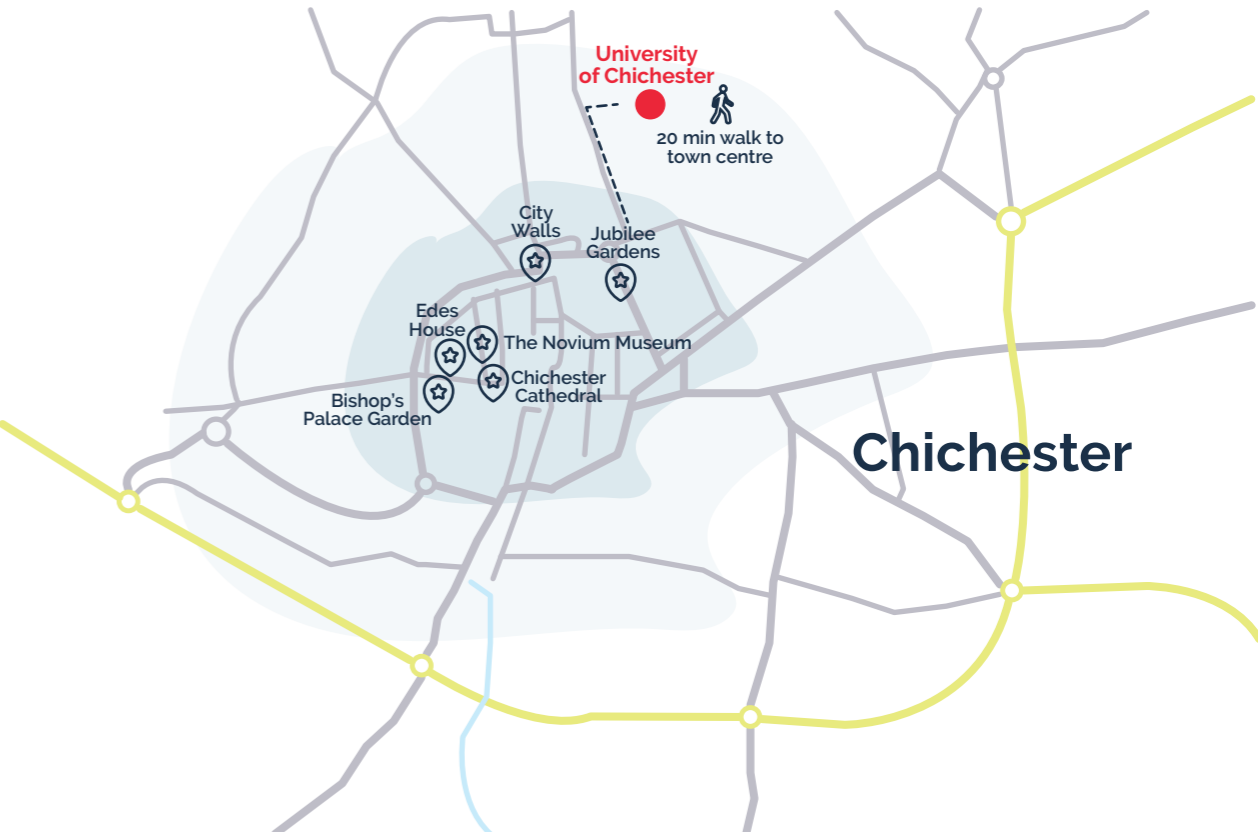 University
of Chichester
20 min walk to
town centre
City
Walls
Jubilee
Gardens
Edes
House
The Novium Museum
Chichester
Cathedral
Bishop's
Palace Garden
Chichester